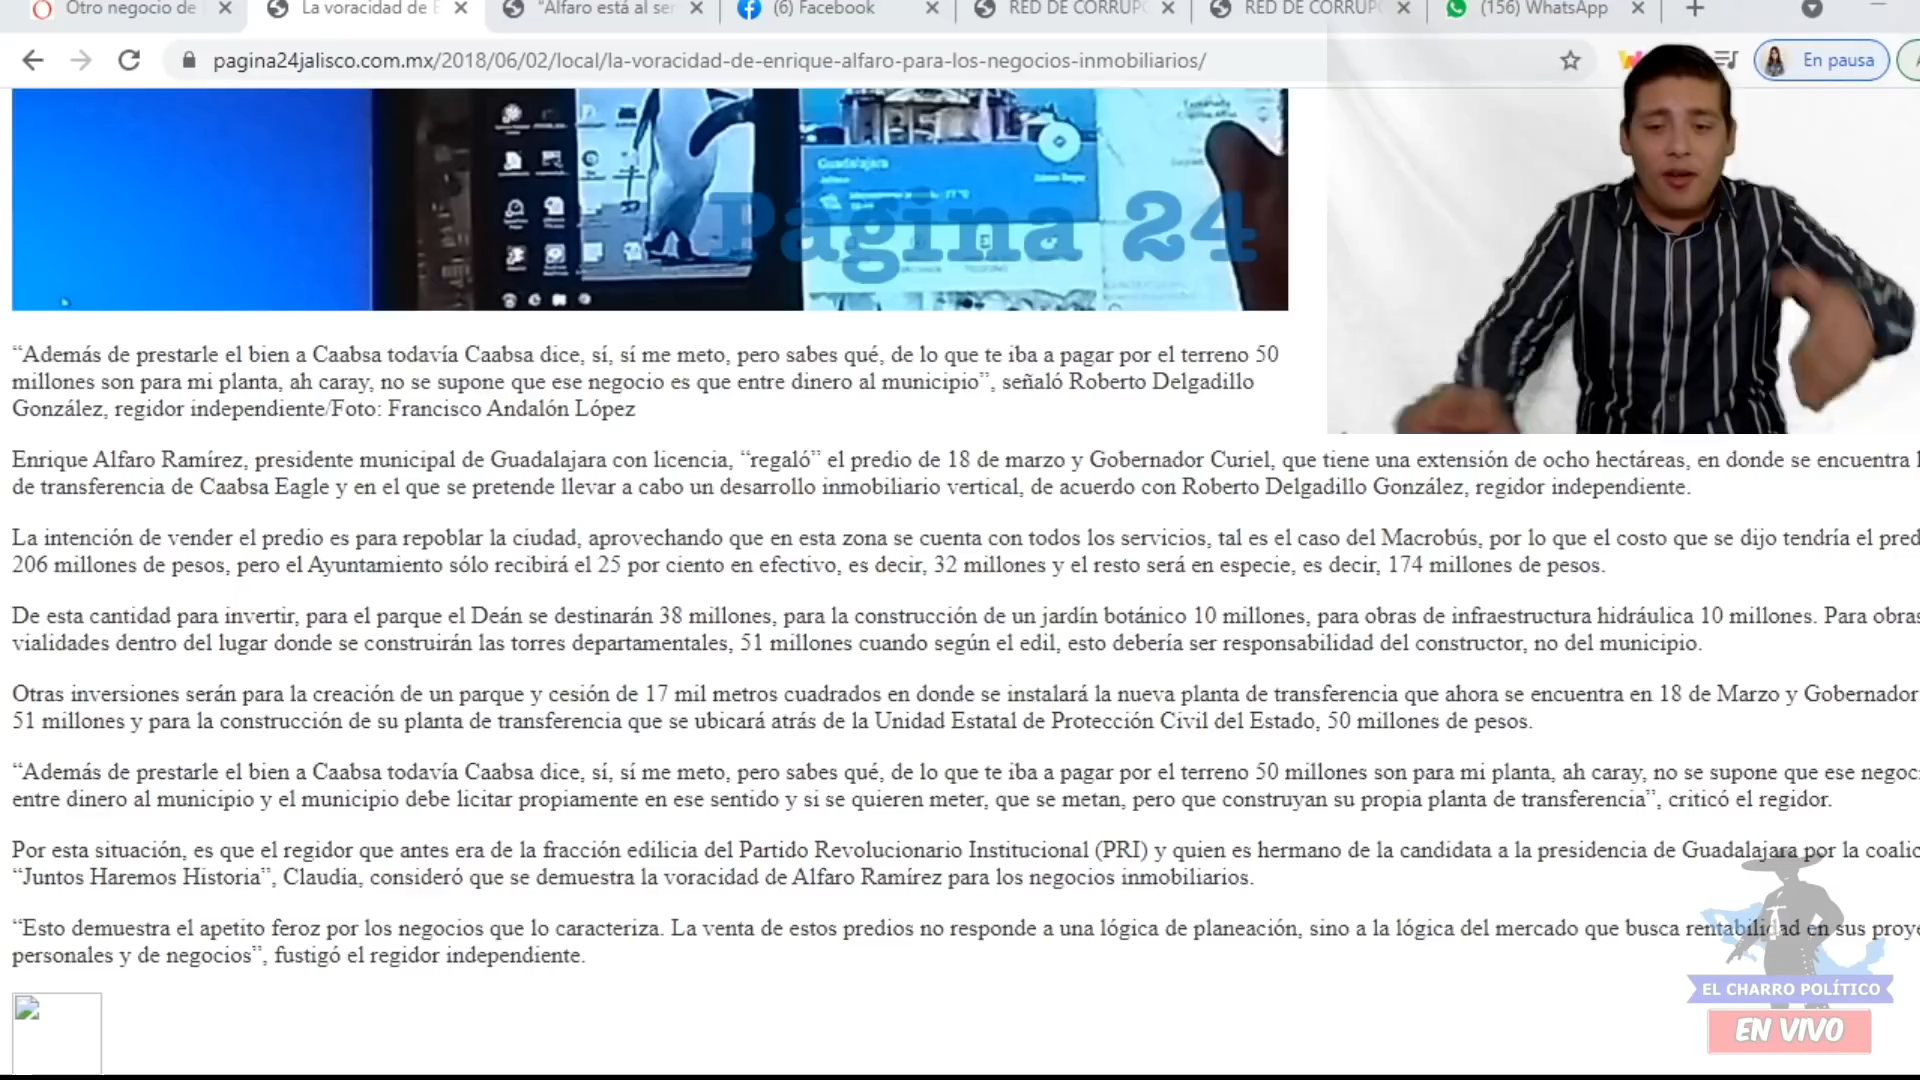 Otro negocio de
La voracidad de E
"Alfaro está al ser
(6) Facebook
RED DE CORRUPC
RED DE CORRUPC
(156) WhatsApp
pagina24jalisco.com.mx/2018/06/02/local/la-voracidad-de-enrique-alfaro-para-los-negocios-inmobiliarios/
En pausa
Guadalajara
Página 24
“Además de prestarle el bien a Caabsa todavía Caabsa dice, sí, sí me meto, pero sabes qué, de lo que te iba a pagar por el terreno 50
millones son para mi planta, ah caray, no se supone que ese negocio es que entre dinero al municipio”, señaló Roberto Delgadillo
González, regidor independiente/Foto: Francisco Andalón López
Enrique Alfaro Ramírez, presidente municipal de Guadalajara con licencia, “regaló” el predio de 18 de marzo y Gobernador Curiel, que tiene una extensión de ocho hectáreas, en donde se encuentra l
de transferencia de Caabsa Eagle y en el que se pretende llevar a cabo un desarrollo inmobiliario vertical, de acuerdo con Roberto Delgadillo González, regidor independiente.
La intención de vender el predio es para repoblar la ciudad, aprovechando que en esta zona se cuenta con todos los servicios, tal es el caso del Macrobús, por lo que el costo que se dijo tendría el pred
206 millones de pesos, pero el Ayuntamiento sólo recibirá el 25 por ciento en efectivo, es decir, 32 millones y el resto será en especie, es decir, 174 millones de pesos.
De esta cantidad para invertir, para el parque el Deán se destinarán 38 millones, para la construcción de un jardín botánico 10 millones, para obras de infraestructura hidráulica 10 millones. Para obras
vialidades dentro del lugar donde se construirán las torres departamentales, 51 millones cuando según el edil, esto debería ser responsabilidad del constructor, no del municipio.
Otras inversiones serán para la creación de un parque y cesión de 17 mil metros cuadrados en donde se instalará la nueva planta de transferencia que ahora se encuentra en 18 de Marzo y Gobernador
51 millones y para la construcción de su planta de transferencia que se ubicará atrás de la Unidad Estatal de Protección Civil del Estado, 50 millones de pesos.
“Además de prestarle el bien a Caabsa todavía Caabsa dice, sí, sí me meto, pero sabes qué, de lo que te iba a pagar por el terreno 50 millones son para mi planta, ah caray, no se supone que ese negoci
entre dinero al municipio y el municipio debe licitar propiamente en ese sentido y si se quieren meter, que se metan, pero que construyan su propia planta de transferencia”, criticó el regidor.
Por esta situación, es que el regidor que antes era de la fracción edilicia del Partido Revolucionario Institucional (PRI) y quien es hermano de la candidata a la presidencia de Guadalajara por la coalic
“Juntos Haremos Historia”, Claudia, consideró que se demuestra la voracidad de Alfaro Ramírez para los negocios inmobiliarios.
“Esto demuestra el apetito feroz por los negocios que lo caracteriza. La venta de estos predios no responde a una lógica de planeación, sino a la lógica del mercado que busca rentabilidad en sus proye
personales y de negocios”, fustigó el regidor independiente.
EL CHARRO POLÍTICO
EN VIVO